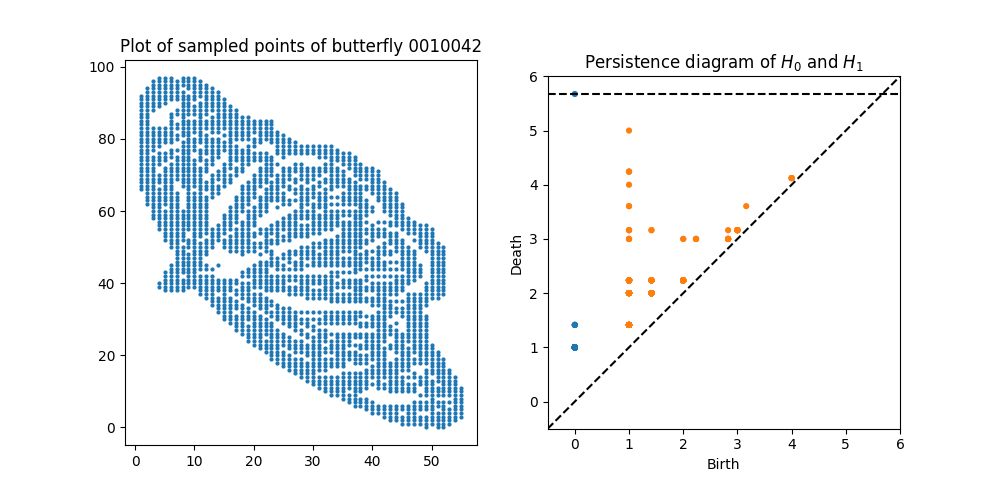 Plot of sampled points of butterfly 0010042
100
80
60
40
20
0
0 10 20 30 40 50
Persistence diagram of H₀ and H₁
6
5
4
3
2
1
0
Death
0 1 2 3 4 5 6
Birth